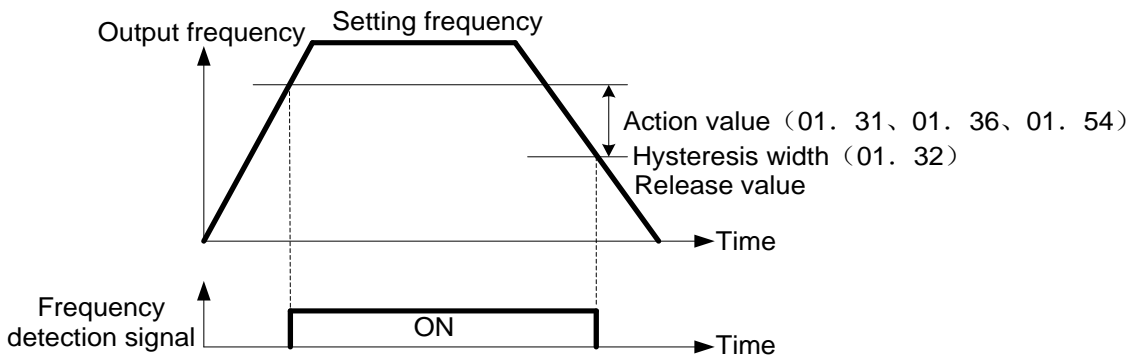 Setting frequency
Output frequency
Action value（01．31、01．36、01．54）
Hysteresis width（01．32）
Release value
Time
Frequency
detection signal
ON
Time